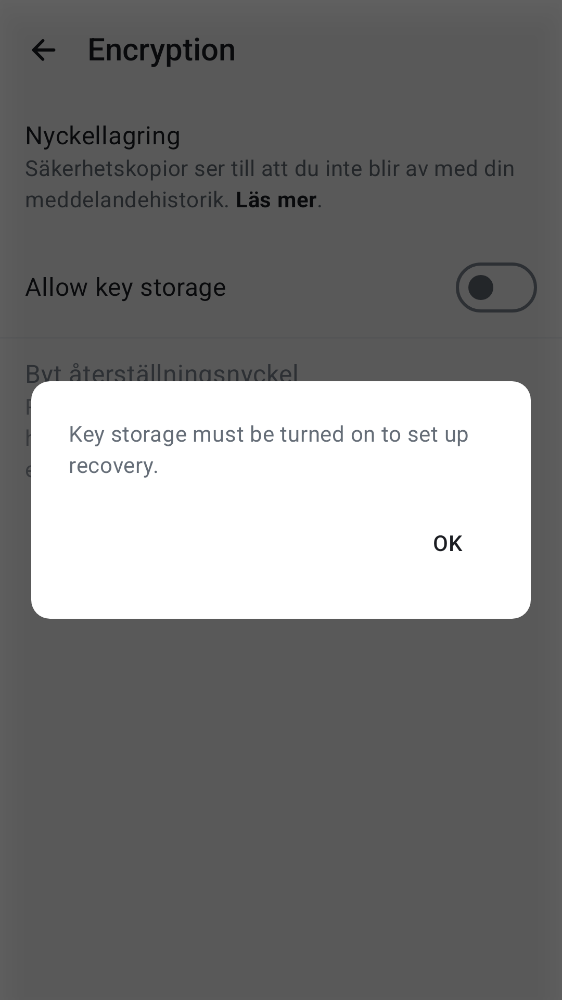 Encryption
Nyckellagring
Säkerhetskopior ser till att du inte blir av med din
meddelandehistorik. Läs mer.
Allow key storage
Byt återställningsnyckel
Key storage must be turned on to set up
recovery.
OK